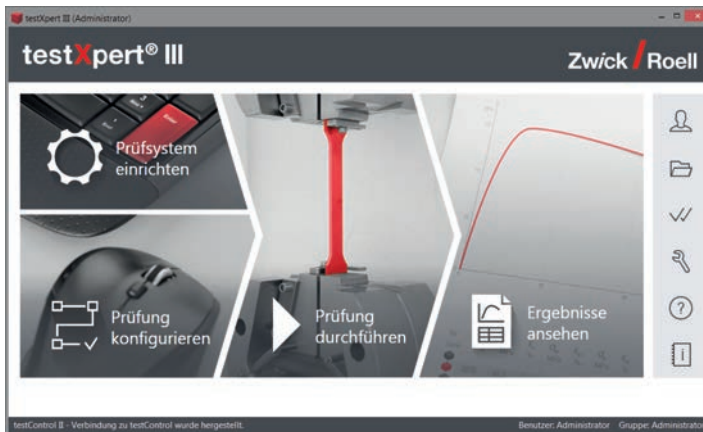 testXpert III (Administrator)
testXpert® III
Zwick / Roell
Prüfsystem
einrichten
Prüfung
konfigurieren
Prüfung
durchführen
Ergebnisse
ansehen
testControl II - Verbindung zu testControl wurde hergestellt.
Benutzer: Administrator Gruppe: Administrator